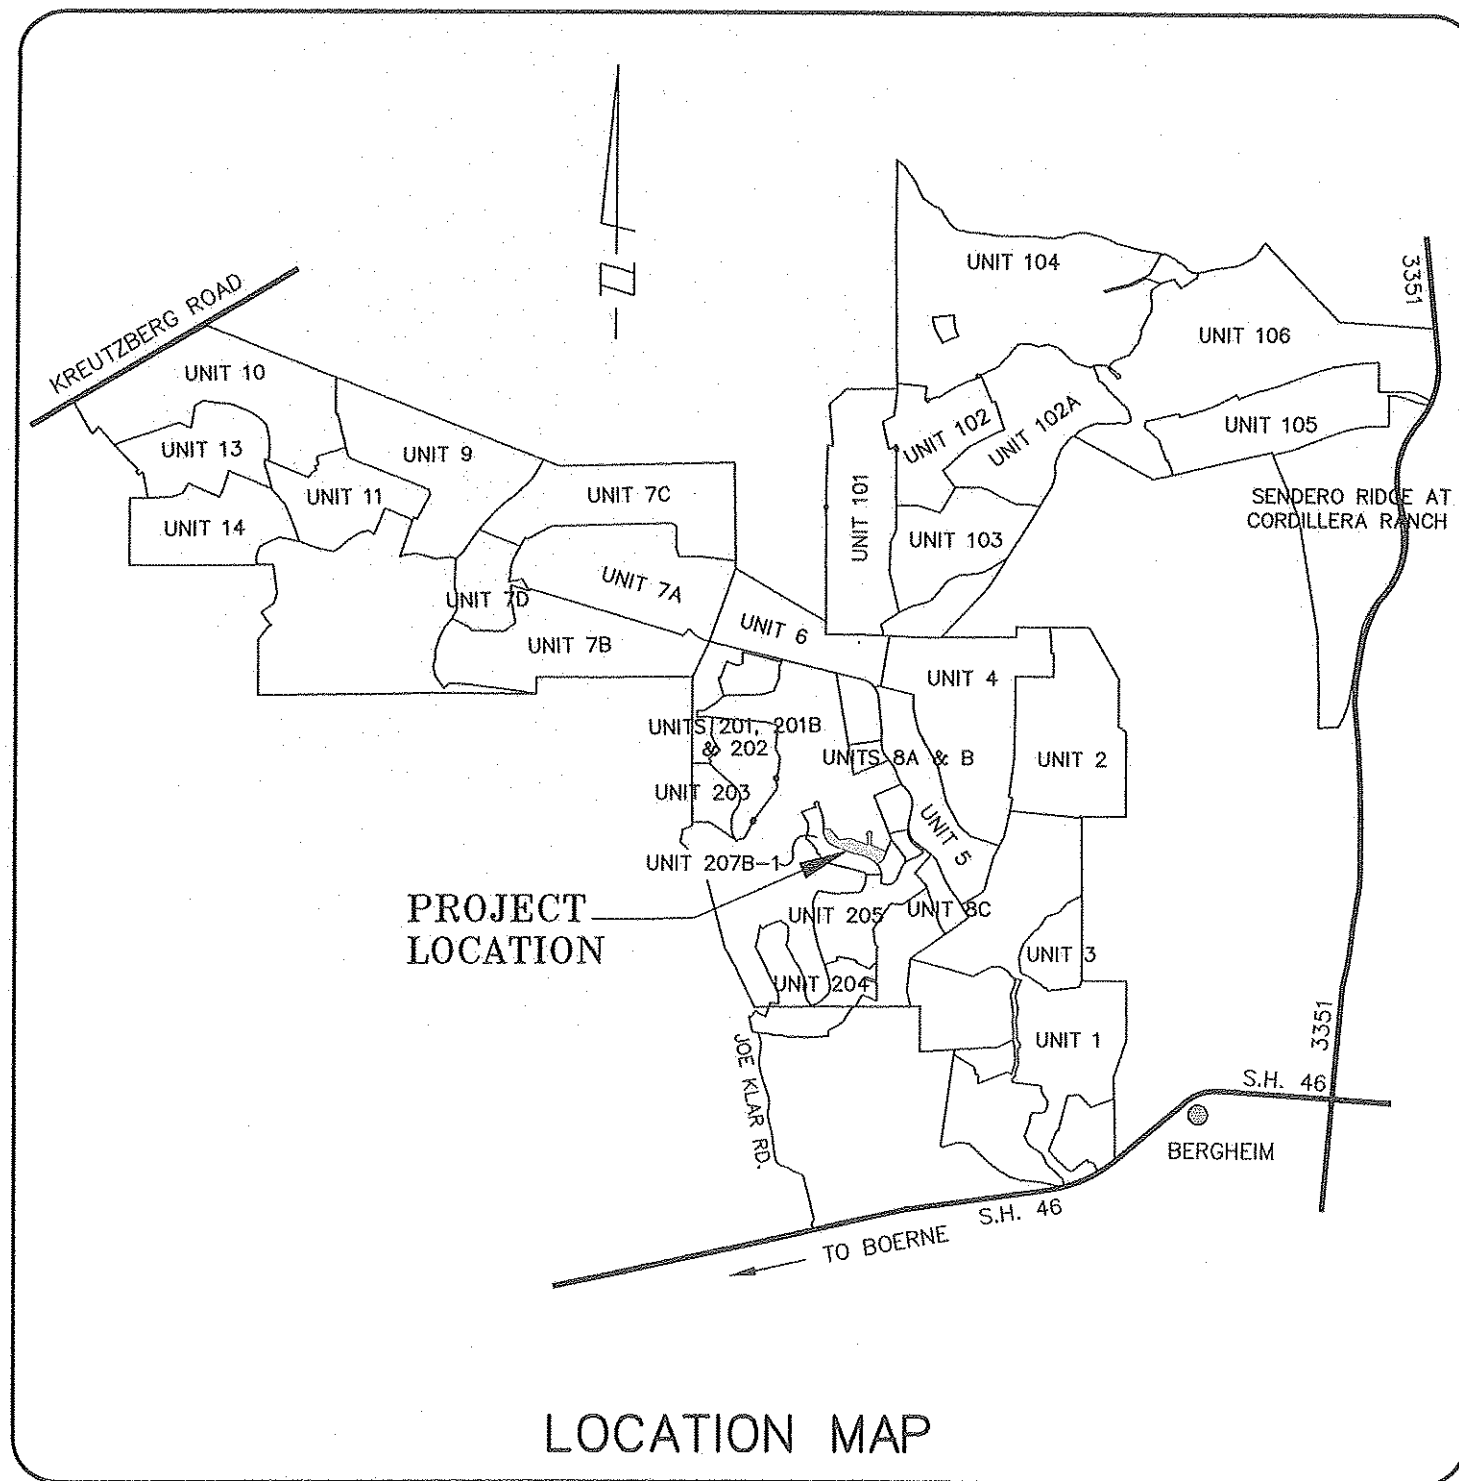 UNIT 104
3351
KREUTZBERG ROAD
UNIT 106
UNIT 10
UNIT 102
UNIT 102A
UNIT 105
UNIT 13
UNIT 9
UNIT 7C
UNIT 11
UNIT 101
SENDERO RIDGE AT
CORDILLERA RANCH
UNIT 14
UNIT 103
UNIT 7A
UNIT 7D
UNIT 6
UNIT 7B
UNIT 4
UNITS 201, 201B
& 202
UNITS 8A & B
UNIT 2
UNIT 203
UNIT 5
UNIT 207B-1
PROJECT
LOCATION
UNIT 205
UNIT 8C
UNIT 3
UNIT 204
UNIT 1
3351
JOE KLAR RD.
S.H. 46
BERGHEIM
S.H. 46
TO BOERNE
LOCATION MAP